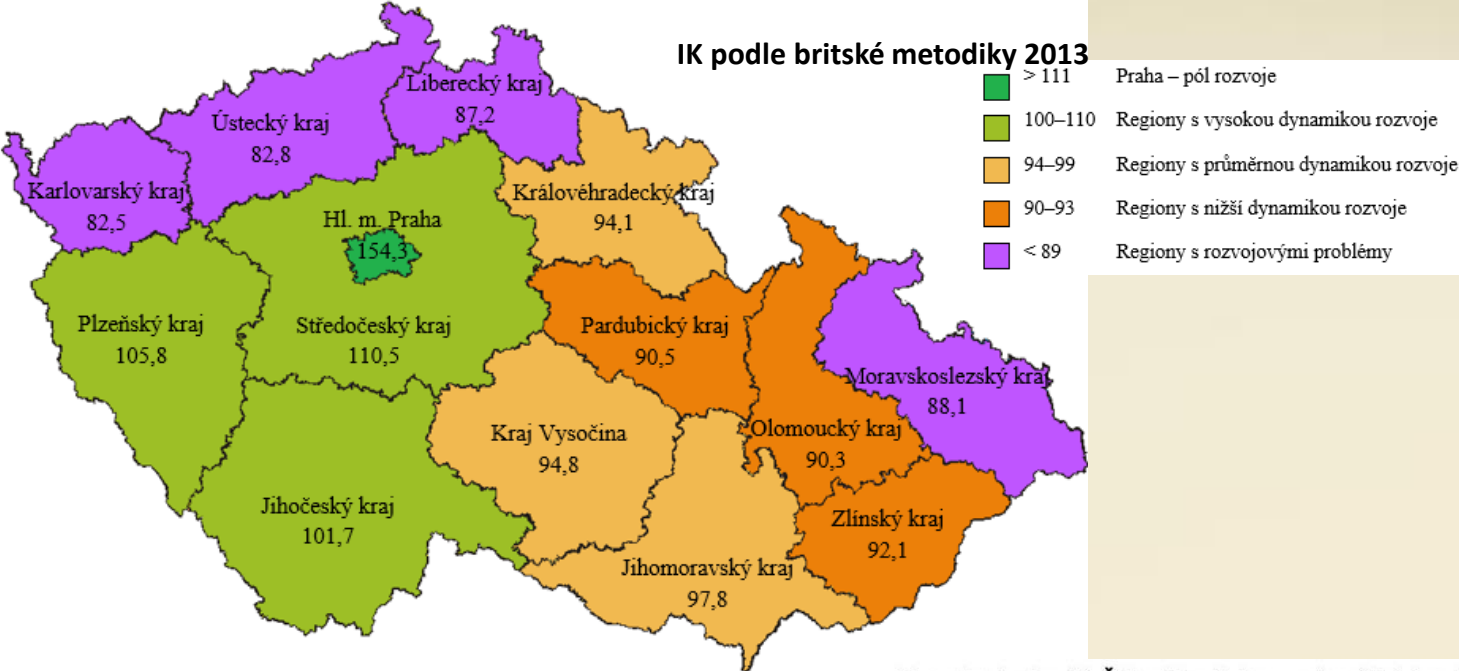 IK podle britské metodiky 2013
> 111 Praha – pól rozvoje
100–110 Regiony s vysokou dynamikou rozvoje
94–99 Regiony s průměrnou dynamikou rozvoje
90–93 Regiony s nižší dynamikou rozvoje
< 89 Regiony s rozvojovými problémy
Liberecký kraj
87,2
Ústecký kraj
82,8
Karlovarský kraj
82,5
Královéhradecký kraj
94,1
Hl. m. Praha
154,3
Plzeňský kraj
105,8
Středočeský kraj
110,5
Pardubický kraj
90,5
Moravskoslezský kraj
88,1
Kraj Vysočina
94,8
Olomoucký kraj
90,3
Jihočeský kraj
101,7
Zlínský kraj
92,1
Jihomoravský kraj
97,8